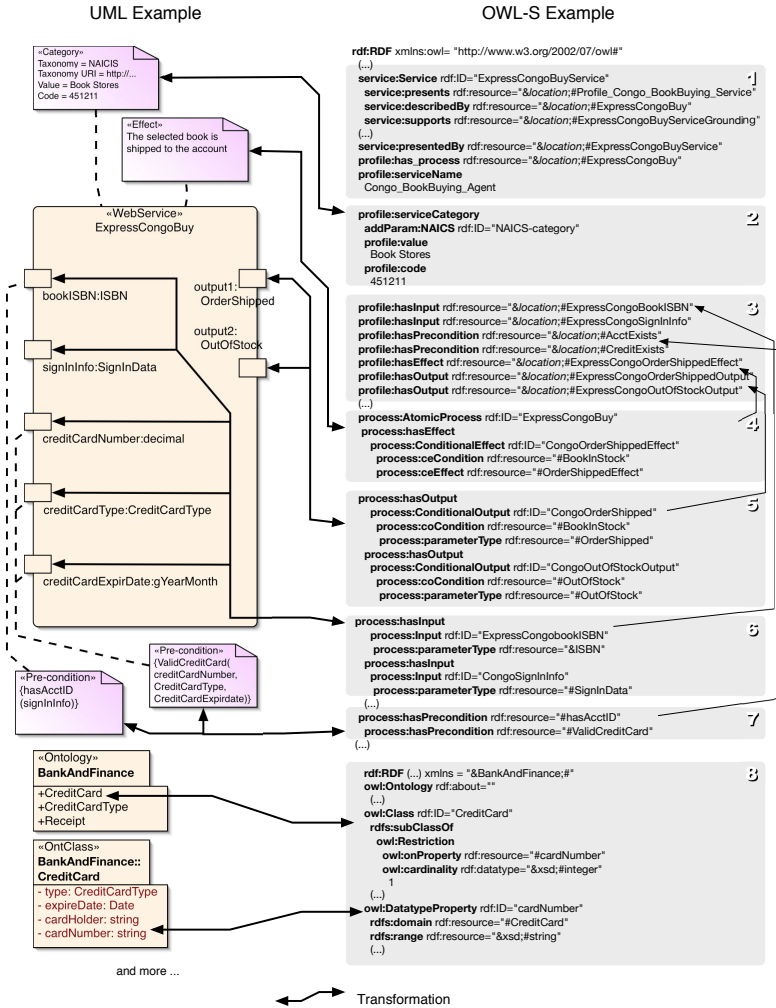 UML Example
«Category»
Taxonomy = NAICIS
Taxonomy URI = http://...
Value = Book Stores
Code = 451211
«Effect»
The selected book is
shipped to the account
«WebService»
ExpressCongoBuy
bookISBN:ISBN
signInInfo:SignInData
creditCardNumber:decimal
creditCardType:CreditCardType
creditCardExpirDate:gYearMonth
output1:
OrderShipped
output2:
OutOfStock
«Pre-condition»
{hasAcctID
(signInInfo)}
«Pre-condition»
{ValidCreditCard(
creditCardNumber,
CreditCardType,
CreditCardExpirdate)}
«Ontology»
BankAndFinance
+CreditCard
+CreditCardType
+Receipt
«OntClass»
BankAndFinance::
CreditCard
- type: CreditCardType
- expireDate: Date
- cardHolder: string
- cardNumber: string
and more ...
OWL-S Example
rdf:RDF xmlns:owl= "http://www.w3.org/2002/07/owl#"
(...)
1
service:Service rdf:ID="ExpressCongoBuyService"
service:presents rdf:resource="&location;#Profile_Congo_BookBuying_Service"
service:describedBy rdf:resource="&location;#ExpressCongoBuy"
service:supports rdf:resource="&location;#ExpressCongoBuyServiceGrounding"
(...)
service:presentedBy rdf:resource="&location;#ExpressCongoBuyService"
profile:has_process rdf:resource="&location;#ExpressCongoBuy"
profile:serviceName
Congo_BookBuying_Agent
2
profile:serviceCategory
addParam:NAICS rdf:ID="NAICS-category"
profile:value
Book Stores
profile:code
451211
3
profile:hasInput rdf:resource="&location;#ExpressCongoBookISBN"
profile:hasInput rdf:resource="&location;#ExpressCongoSignInInfo"
profile:hasPrecondition rdf:resource="&location;#AcctExists"
profile:hasPrecondition rdf:resource="&location;#CreditExists"
profile:hasEffect rdf:resource="&location;#ExpressCongoOrderShippedEffect"
profile:hasOutput rdf:resource="&location;#ExpressCongoOrderShippedOutput"
profile:hasOutput rdf:resource="&location;#ExpressCongoOutOfStockOutput"
(...)
4
process:AtomicProcess rdf:ID="ExpressCongoBuy"
process:hasEffect
process:ConditionalEffect rdf:ID="CongoOrderShippedEffect"
process:ceCondition rdf:resource="#BookInStock"
process:ceEffect rdf:resource="#OrderShippedEffect"
5
process:hasOutput
process:ConditionalOutput rdf:ID="CongoOrderShipped"
process:coCondition rdf:resource="#BookInStock"
process:parameterType rdf:resource="#OrderShipped"
process:hasOutput
process:ConditionalOutput rdf:ID="CongoOutOfStockOutput"
process:coCondition rdf:resource="#OutOfStock"
process:parameterType rdf:resource="#OutOfStock"
6
process:hasInput
process:Input rdf:ID="ExpressCongobookISBN"
process:parameterType rdf:resource="&ISBN"
process:hasInput
process:Input rdf:ID="CongoSignInInfo"
process:parameterType rdf:resource="#SignInData"
(...)
7
process:hasPrecondition rdf:resource="#hasAcctID"
process:hasPrecondition rdf:resource="#ValidCreditCard"
(...)
8
rdf:RDF (...) xmlns = "&BankAndFinance;#"
owl:Ontology rdf:about=""
(...)
owl:Class rdf:ID="CreditCard"
rdfs:subClassOf
owl:Restriction
owl:onProperty rdf:resource="#cardNumber"
owl:cardinality rdf:datatype="&xsd;#integer"
1
(...)
owl:DatatypeProperty rdf:ID="cardNumber"
rdfs:domain rdf:resource="#CreditCard"
rdfs:range rdf:resource="&xsd;#string"
(...)
Transformation